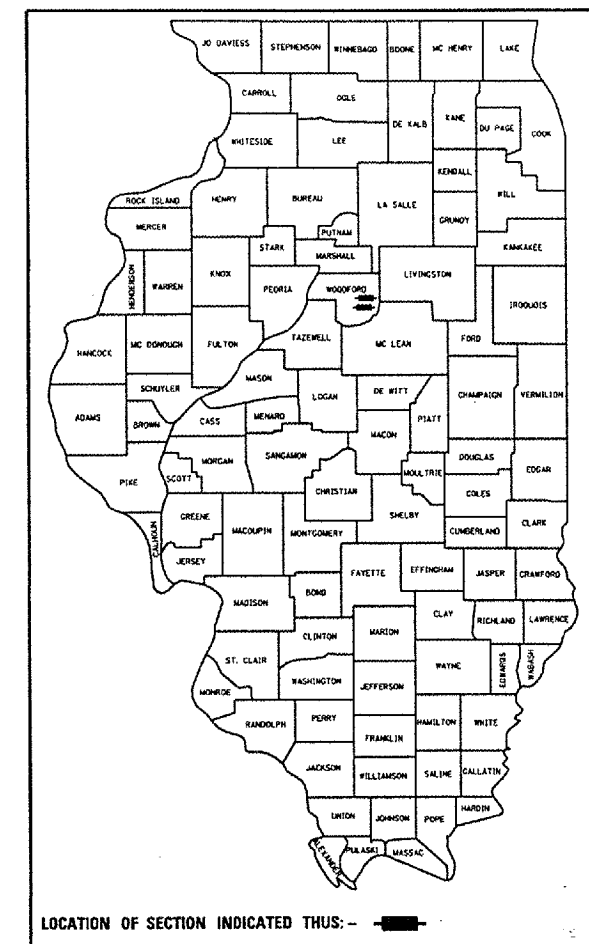 JO DAVIESS STEPHENSON WINNEBAGO BOONE MC HENRY LAKE
CARROLL OGLE DE KALB KANE DU PAGE COOK
WHITESIDE LEE KENDALL WILL
ROCK ISLAND HENRY BUREAU LA SALLE GRUNDY
MERCER PUTNAM KANKAKEE
STARK MARSHALL
HENDERSON WARREN KNOX PEORIA WOODFORD LIVINGSTON IROQUOIS
HANCOCK MC DONOUGH FULTON TAZEWELL MC LEAN FORD
SCHUYLER MASON LOGAN DE WITT CHAMPAIGN VERMILION
ADAMS BROWN CASS MENARD MACON PIATT
PIKE SCOTT MORGAN SANGAMON MOULTRIE DOUGLAS EDGAR
CHRISTIAN COLES
CALHOUN GREENE MACOUPIN MONTGOMERY SHELBY CUMBERLAND CLARK
JERSEY FAYETTE EFFINGHAM JASPER CRAWFORD
MADISON BOND CLAY RICHLAND LAWRENCE
CLINTON MARION
ST. CLAIR WAYNE EDWARDS WABASH
WASHINGTON JEFFERSON
MONROE
RANDOLPH PERRY HAMILTON WHITE
FRANKLIN
JACKSON WILLIAMSON SALINE GALLATIN
UNION JOHNSON POPE HARDIN
ALEXANDER PULASKI MASSAC
LOCATION OF SECTION INDICATED THUS: -